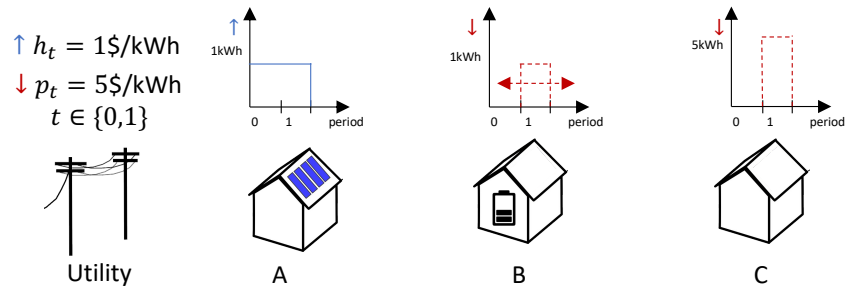 ↑ h_t = 1$/kWh
↓ p_t = 5$/kWh
t ∈ {0,1}
Utility
1kWh
0 1 period
A
1kWh
0 1 period
B
5kWh
0 1 period
C